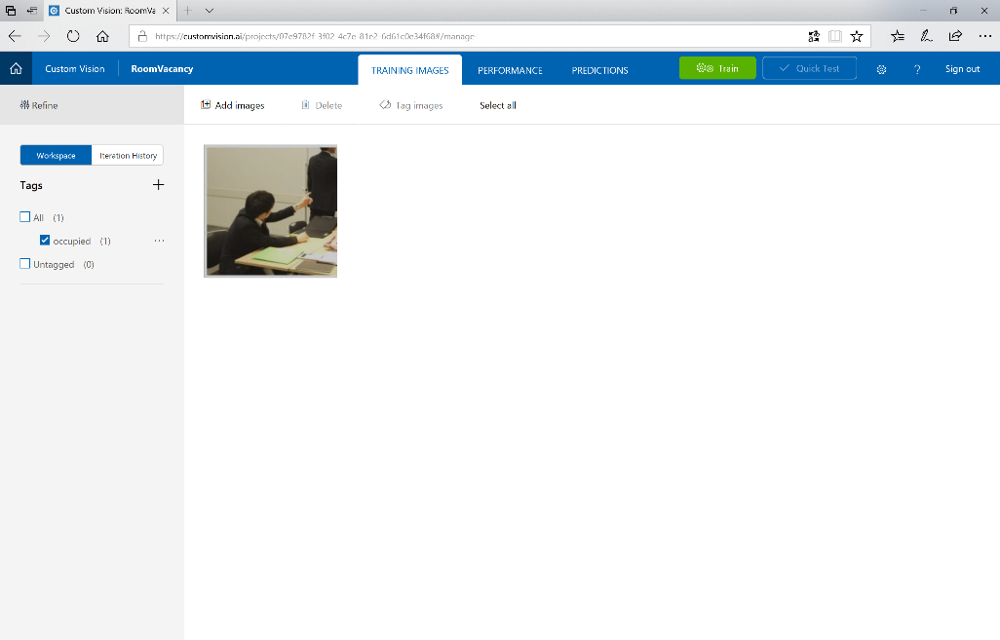 Custom Vision: RoomVa
https://customvision.ai/projects/07e9782f-3f02-4c7e-81e2-6d61c0e34f68#/manage
Custom Vision RoomVacancy TRAINING IMAGES PERFORMANCE PREDICTIONS Train Quick Test ? Sign out
Refine Add images Delete Tag images Select all
Workspace Iteration History
Tags
All (1)
occupied (1)
Untagged (0)